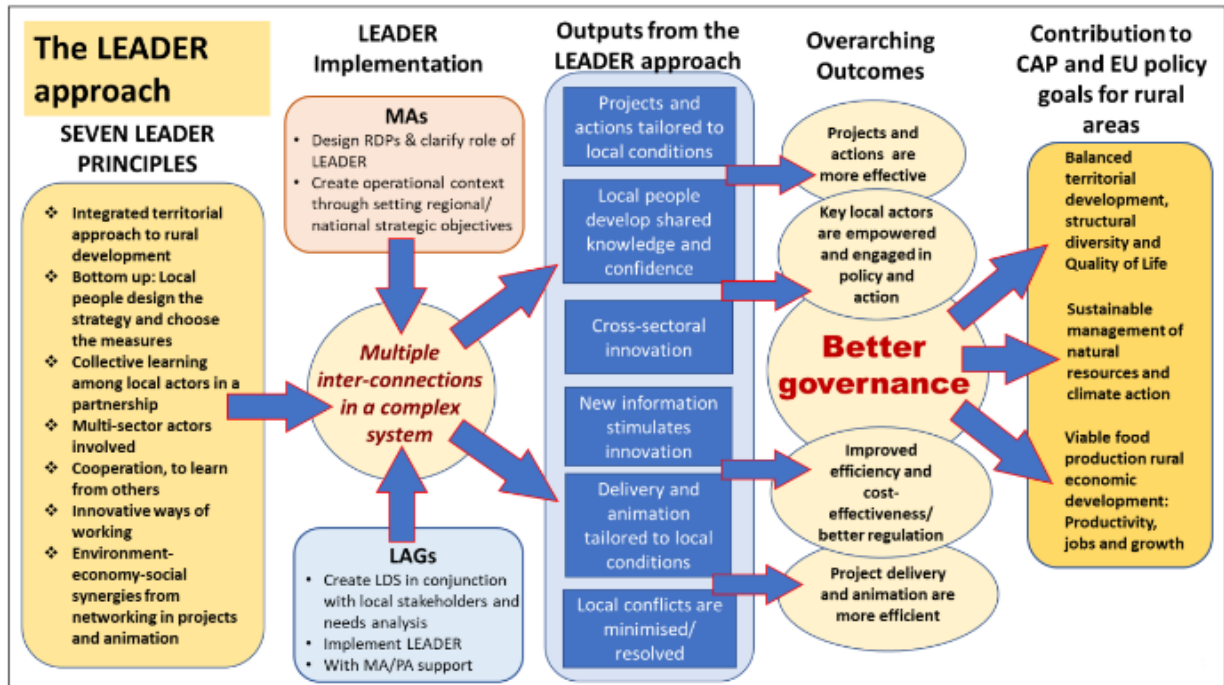 The LEADER
approach
SEVEN LEADER
PRINCIPLES
❖ Integrated territorial
approach to rural
development
❖ Bottom up: Local
people design the
strategy and choose
the measures
❖ Collective learning
among local actors in a
partnership
❖ Multi-sector actors
involved
❖ Cooperation, to learn
from others
❖ Innovative ways of
working
❖ Environment-
economy-social
synergies from
networking in projects
and animation
LEADER
Implementation
MAs
• Design RDPs & clarify role of
LEADER
• Create operational context
through setting regional/
national strategic objectives
Multiple
inter-connections
in a complex
system
LAGs
• Create LDS in conjunction
with local stakeholders and
needs analysis
• Implement LEADER
• With MA/PA support
Outputs from the
LEADER approach
Projects and
actions tailored to
local conditions
Local people
develop shared
knowledge and
confidence
Cross-sectoral
innovation
New information
stimulates
innovation
Delivery and
animation
tailored to local
conditions
Local conflicts are
minimised/
resolved
Overarching
Outcomes
Projects and
actions are
more effective
Key local actors
are empowered
and engaged in
policy and
action
Better
governance
Improved
efficiency and
cost-
effectiveness/
better regulation
Project delivery
and animation are
more efficient
Contribution to
CAP and EU policy
goals for rural
areas
Balanced
territorial
development,
structural
diversity and
Quality of Life
Sustainable
management of
natural
resources and
climate action
Viable food
production rural
economic
development:
Productivity,
jobs and growth